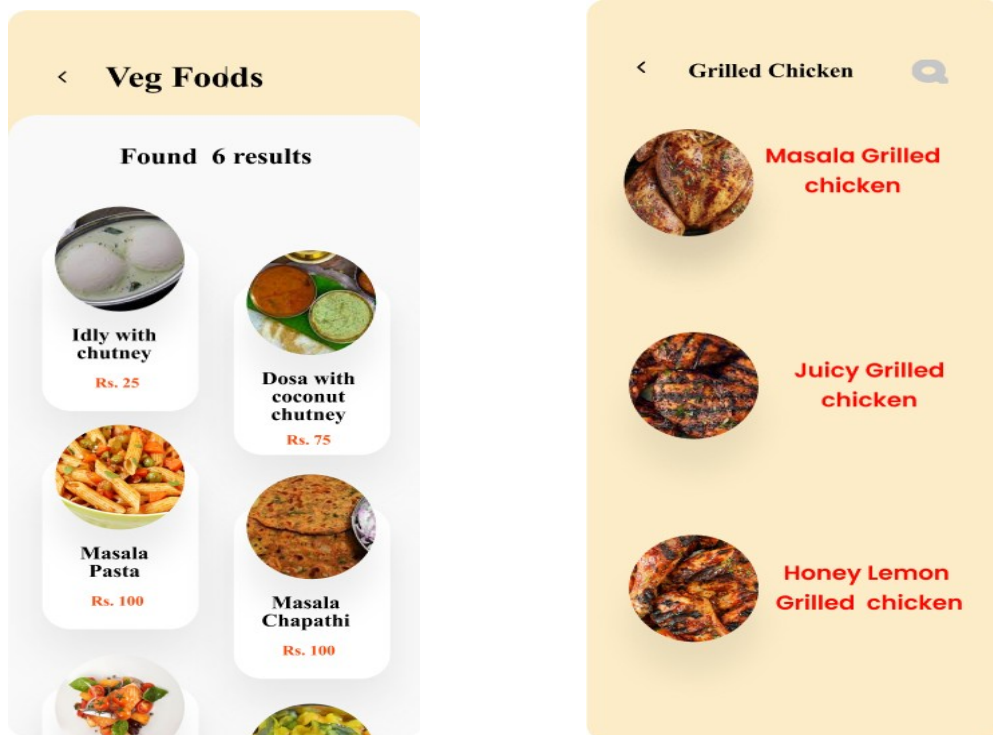 Veg Foods
Found 6 results
Idly with
chutney
Rs. 25
Dosa with
coconut
chutney
Rs. 75
Masala
Pasta
Rs. 100
Masala
Chapathi
Rs. 100
Grilled Chicken
Masala Grilled
chicken
Juicy Grilled
chicken
Honey Lemon
Grilled chicken